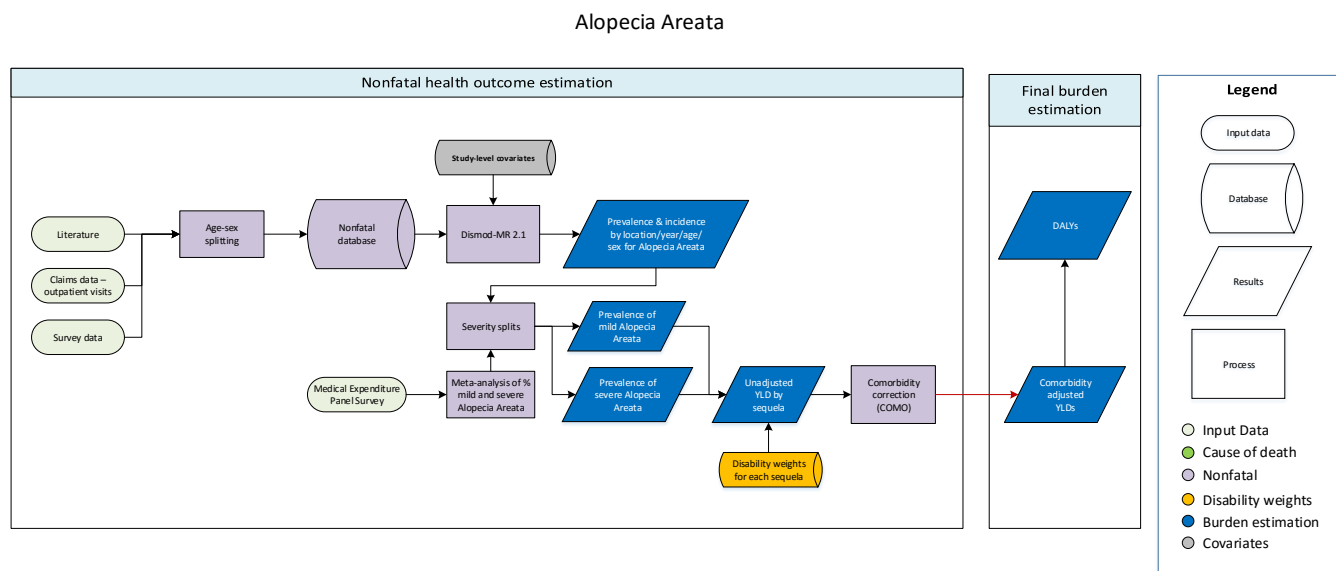 Alopecia Areata
Nonfatal health outcome estimation
Study-level covariates
Literature
Claims data –
outpatient visits
Survey data
Age-sex
splitting
Nonfatal
database
Dismod-MR 2.1
Prevalence & incidence
by location/year/age/
sex for Alopecia Areata
Severity splits
Prevalence of
mild Alopecia
Areata
Medical Expenditure
Panel Survey
Meta-analysis of %
mild and severe
Alopecia Areata
Prevalence of
severe Alopecia
Areata
Unadjusted
YLD by
sequela
Comorbidity
correction
(COMO)
Disability weights
for each sequela
Final burden
estimation
DALYs
Comorbidity
adjusted
YLDs
Legend
Input data
Database
Results
Process
Input Data
Cause of death
Nonfatal
Disability weights
Burden estimation
Covariates